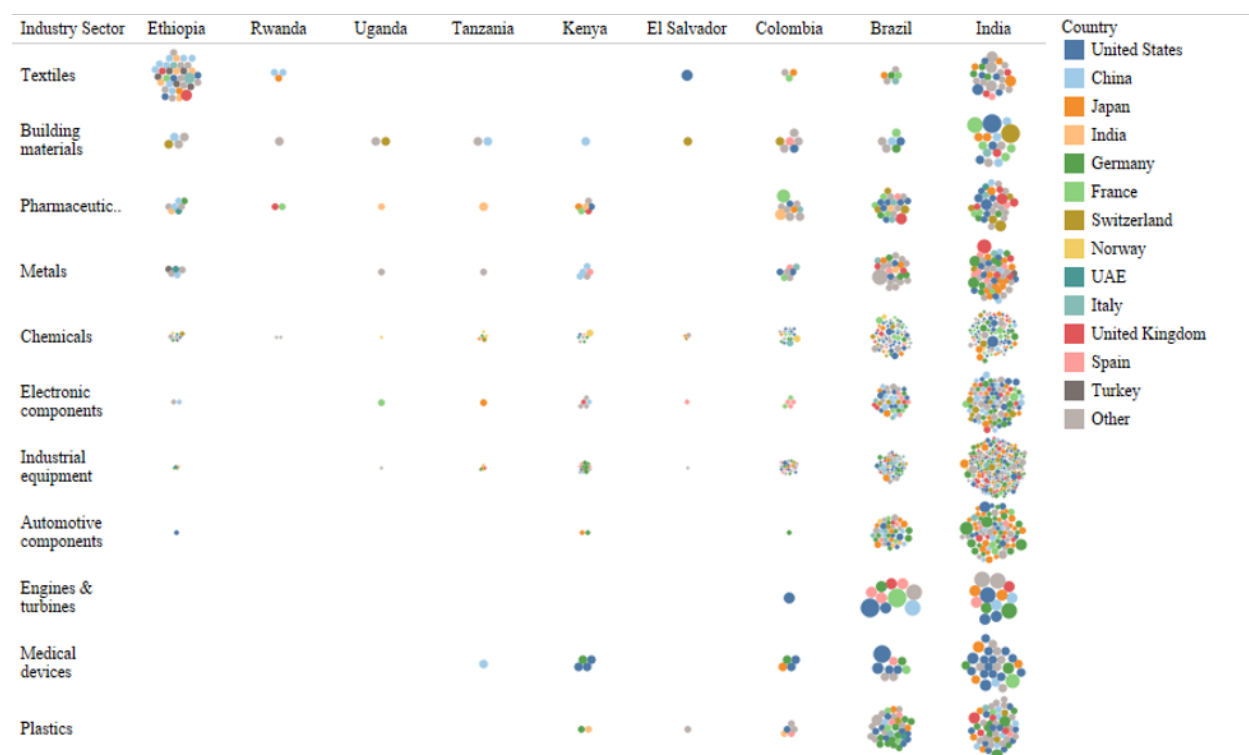 Industry Sector Ethiopia Rwanda Uganda Tanzania Kenya El Salvador Colombia Brazil India
Country
United States
China
Japan
India
Germany
France
Switzerland
Norway
UAE
Italy
United Kingdom
Spain
Turkey
Other
Textiles
Building
materials
Pharmaceutic..
Metals
Chemicals
Electronic
components
Industrial
equipment
Automotive
components
Engines &
turbines
Medical
devices
Plastics